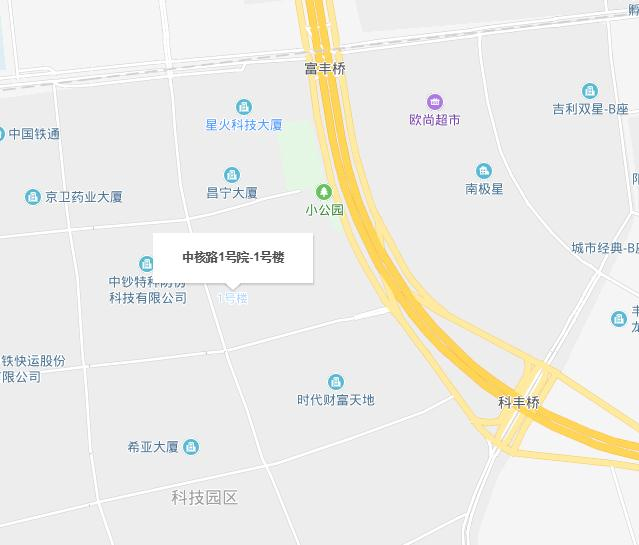 孵
富丰桥
吉利双星-B座
欧尚超市
星火科技大厦
中国铁通
京卫药业大厦
昌宁大厦
南极星
小公园
城市经典-B座
中核路1号院-1号楼
中钞特种防伪
科技有限公司
1号楼
铁快运股份
限公司
时代财富天地
科丰桥
希亚大厦
科技园区